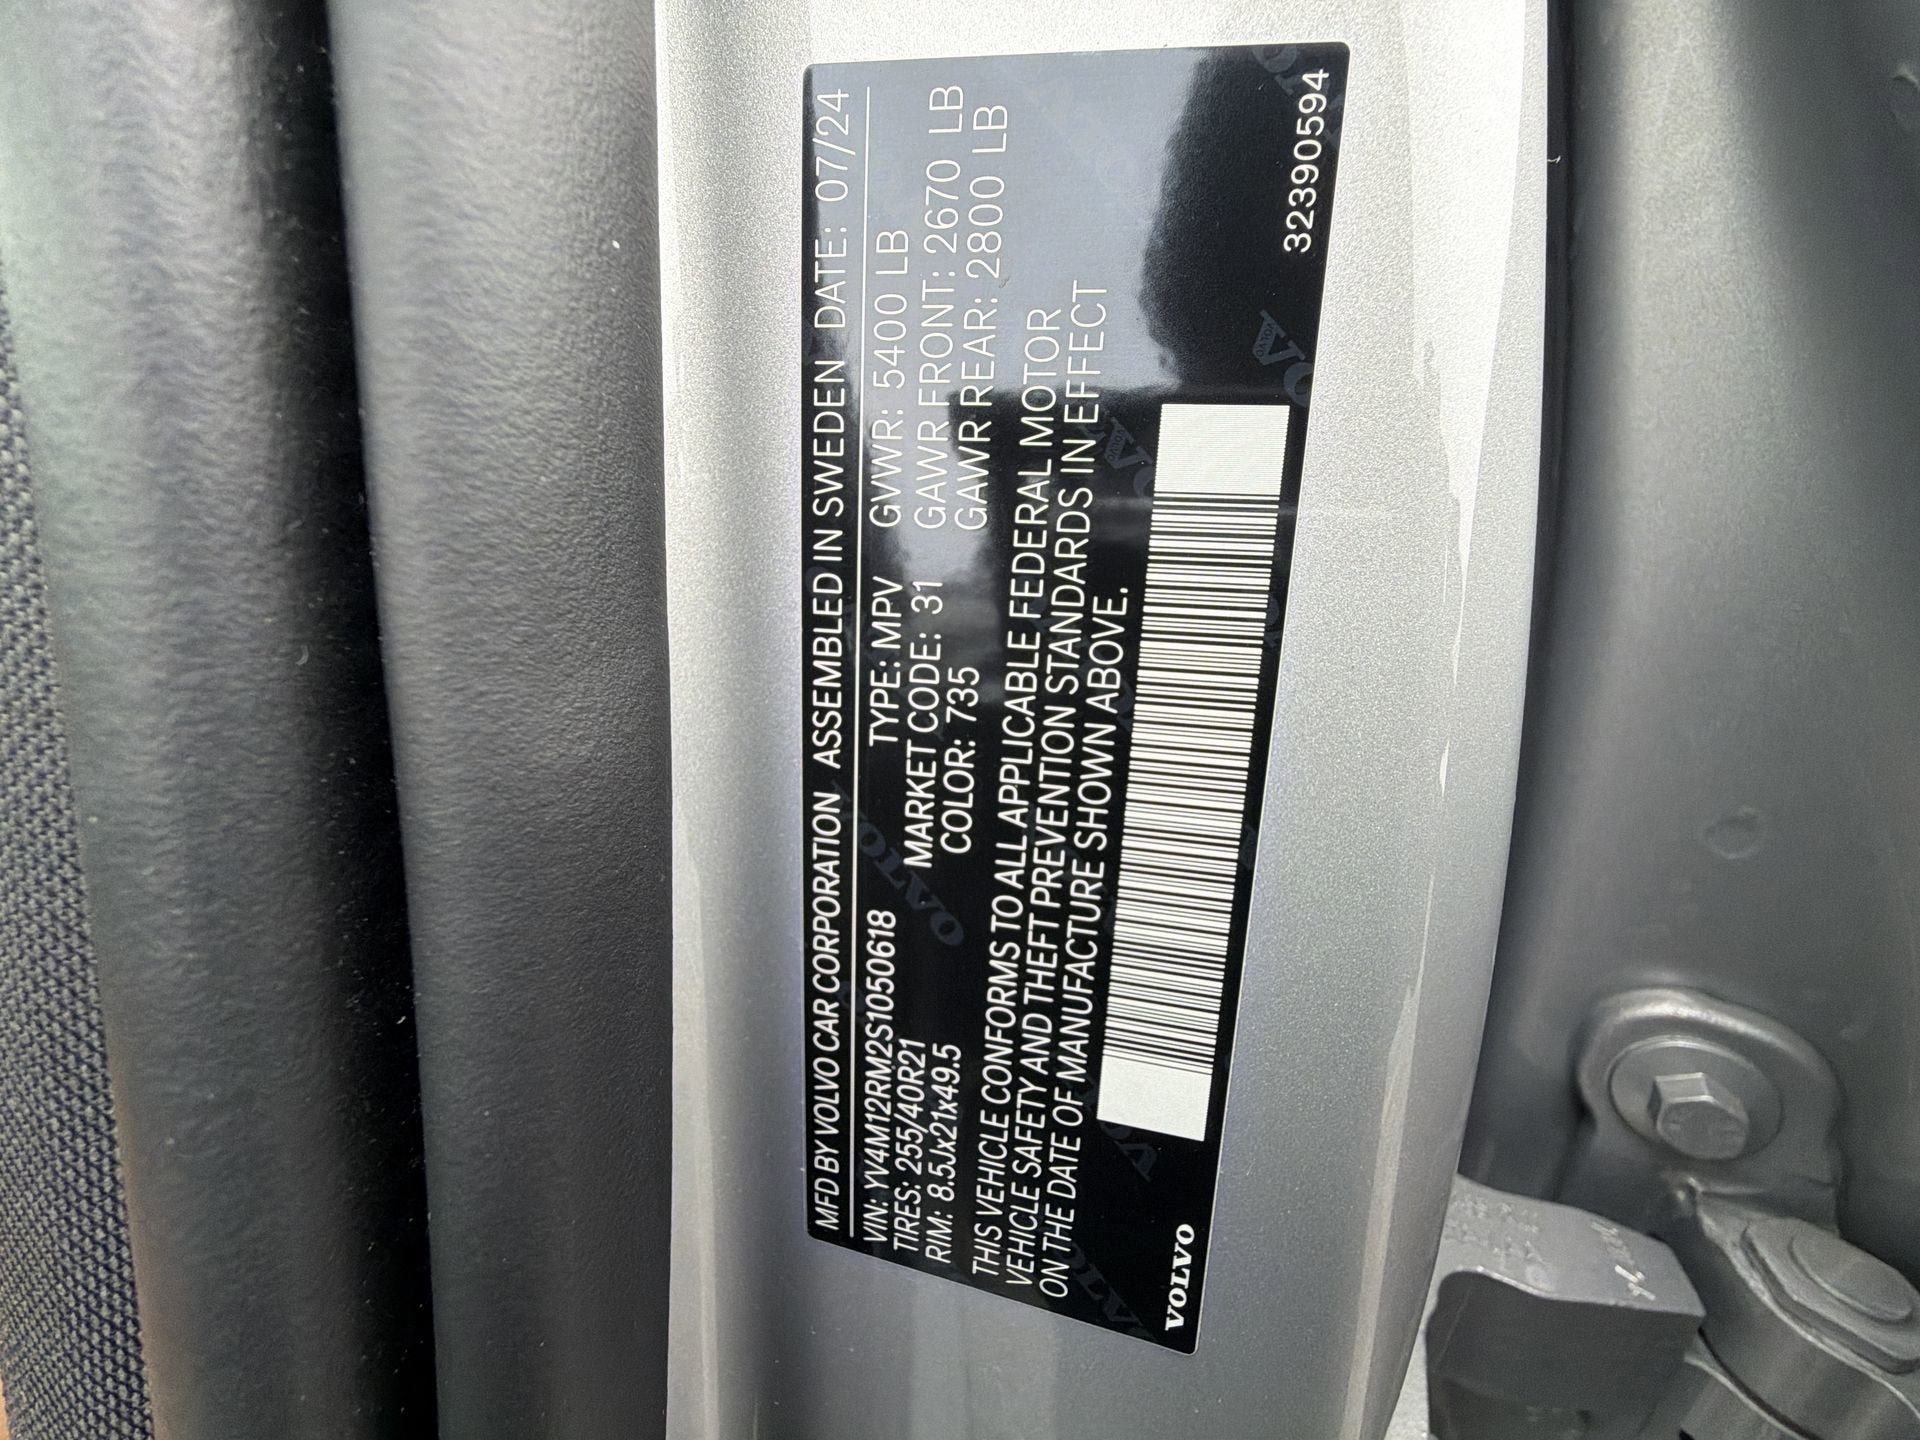 MFD BY VOLVO CAR CORPORATION ASSEMBLED IN SWEDEN DATE: 07/24
VIN: YV4M12RM2S1050618 TYPE: MPV GVWR: 5400 LB
TIRES: 255/40R21 MARKET CODE: 31 GAWR FRONT: 2670 LB
RIM: 8.5Jx21x49.5 COLOR: 735 GAWR REAR: 2800 LB
THIS VEHICLE CONFORMS TO ALL APPLICABLE FEDERAL MOTOR
VEHICLE SAFETY AND THEFT PREVENTION STANDARDS IN EFFECT
ON THE DATE OF MANUFACTURE SHOWN ABOVE.
VOLVO 32390594